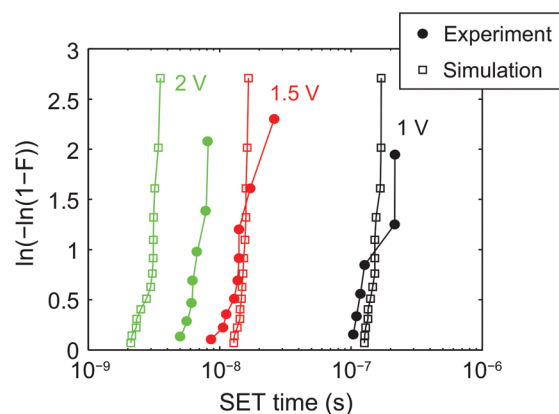 Experiment
Simulation
3
2.5
2
1.5
1
0.5
0
ln(−ln(1−F))
2 V
1.5 V
1 V
10⁻⁹
10⁻⁸
10⁻⁷
10⁻⁶
SET time (s)